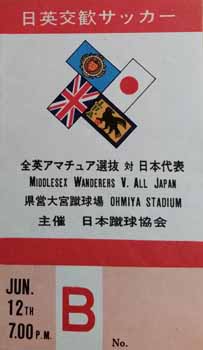 日英交歓サッカー
全英アマチュア選抜 対 日本代表
MIDDLESEX WANDERERS V. ALL JAPAN
県営大宮蹴球場 OHMIYA STADIUM
主催 日本蹴球協会
JUN.
12TH
7.00 P.M.
B
No.